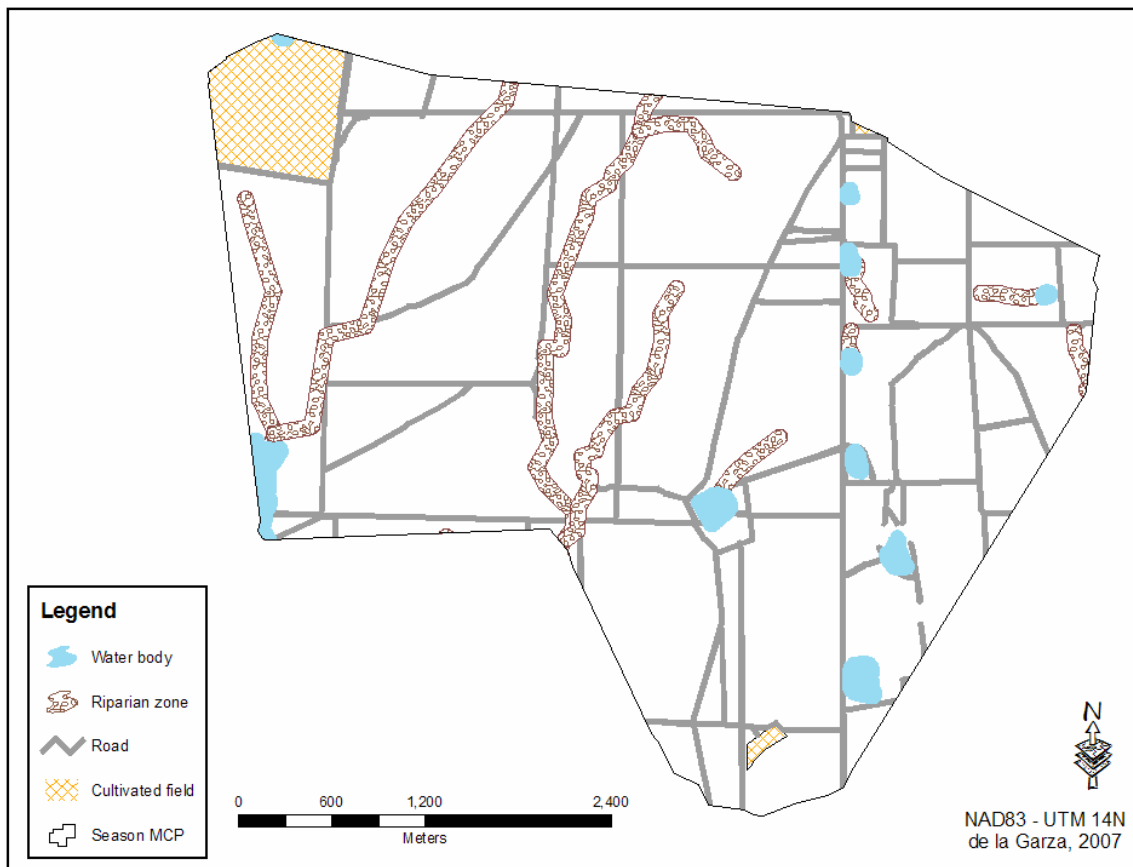 Legend
Water body
Riparian zone
Road
Cultivated field
Season MCP
0 600 1,200 2,400
Meters
N
NAD83 - UTM 14N
de la Garza, 2007